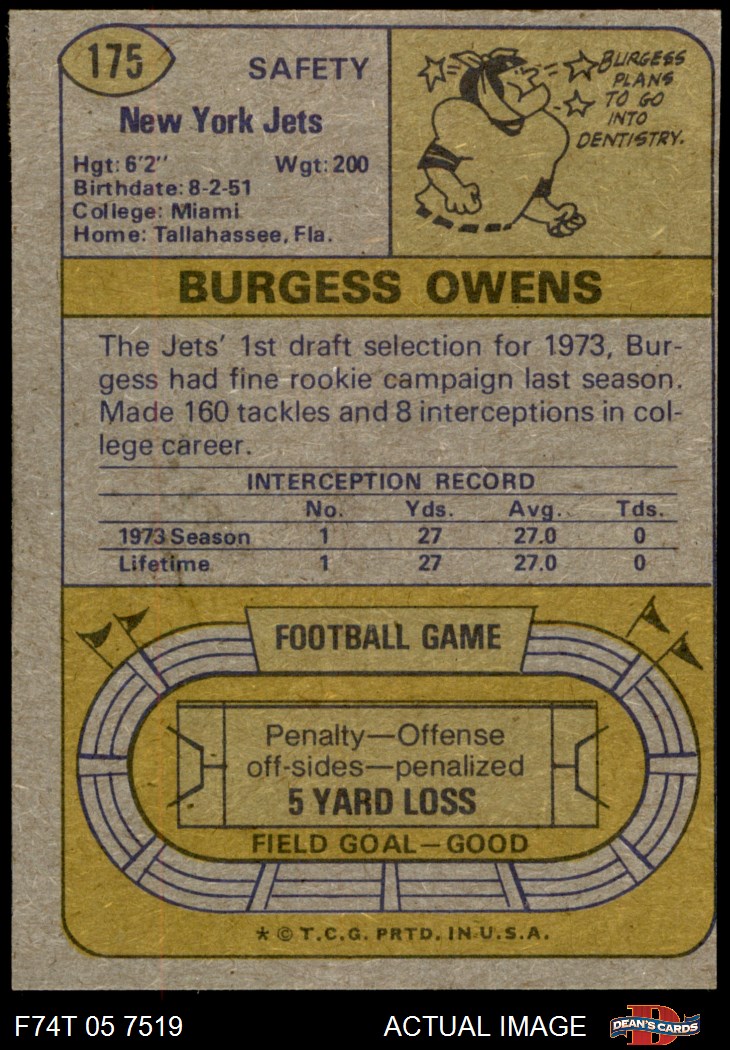 175
SAFETY
New York Jets
Hgt: 6'2" Wgt: 200
Birthdate: 8-2-51
College: Miami
Home: Tallahassee, Fla.
BURGESS
PLANS
TO GO
INTO
DENTISTRY.
BURGESS OWENS
The Jets' 1st draft selection for 1973, Bur-
gess had fine rookie campaign last season.
Made 160 tackles and 8 interceptions in col-
lege career.
INTERCEPTION RECORD
No. Yds. Avg. Tds.
1973 Season 1 27 27.0 0
Lifetime 1 27 27.0 0
FOOTBALL GAME
Penalty—Offense
off-sides—penalized
5 YARD LOSS
FIELD GOAL—GOOD
* © T.C.G. PRTD. IN U.S.A.
F74T 05 7519 ACTUAL IMAGE
D
DEAN'S CARDS